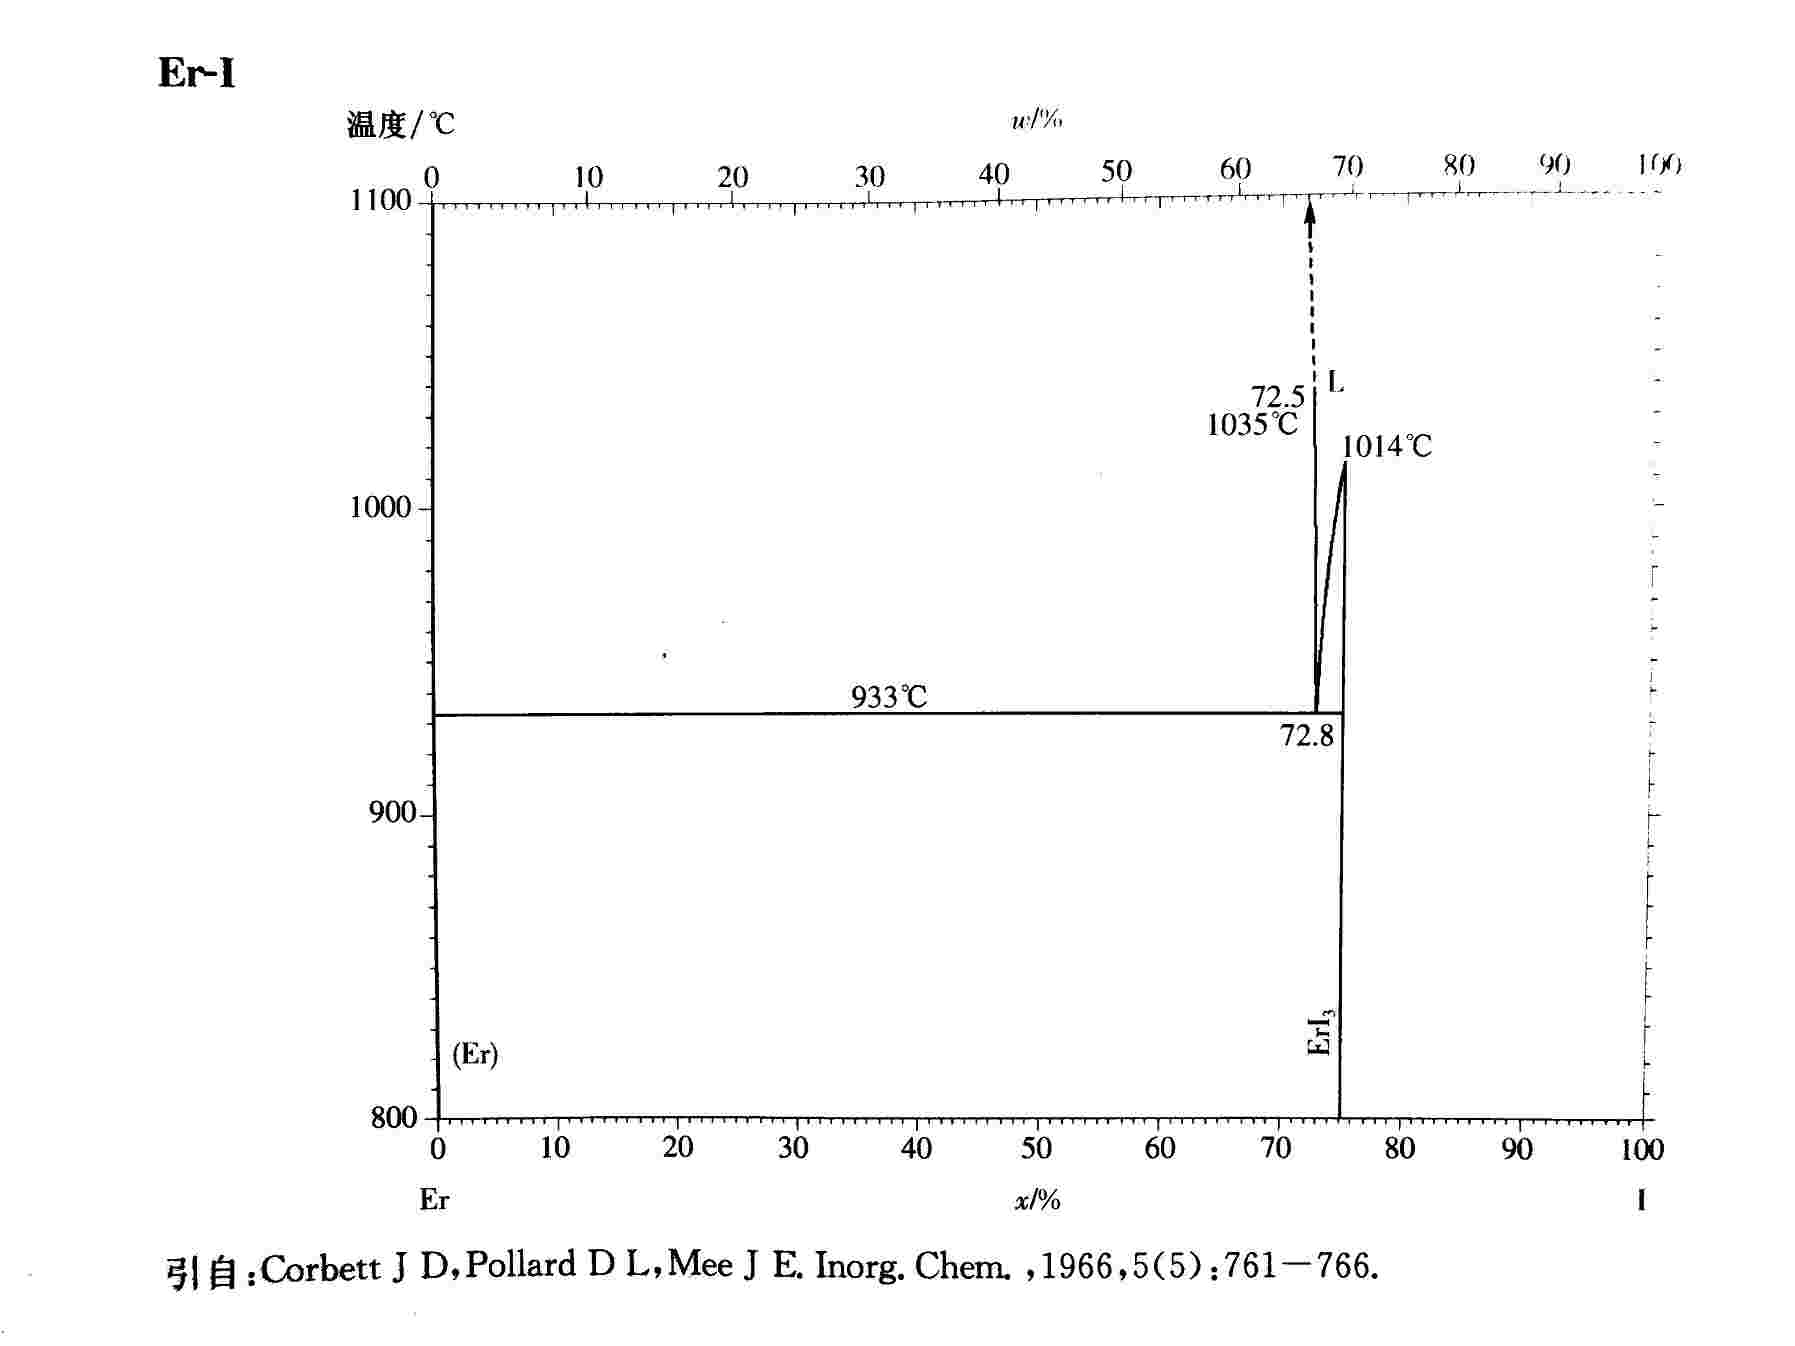 Er-I
温度/℃
w/%
0 10 20 30 40 50 60 70 80 90 100
1100
L
72.5
1035℃
1014℃
1000
933℃
72.8
900
ErI₃
(Er)
800
0 10 20 30 40 50 60 70 80 90 100
Er x/% I
引自:Corbett J D,Pollard D L,Mee J E. Inorg. Chem. ,1966,5(5):761—766.